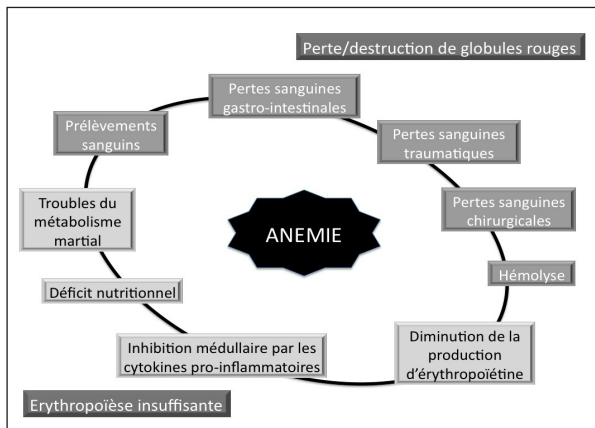 Perte/destruction de globules rouges
Pertes sanguines
gastro-intestinales
Prélèvements
sanguins
Pertes sanguines
traumatiques
Troubles du
métabolisme
martial
Pertes sanguines
chirurgicales
ANEMIE
Hémolyse
Déficit nutritionnel
Inhibition médullaire par les
cytokines pro-inflammatoires
Diminution de la
production
d'érythropoïétine
Erythropoïèse insuffisante